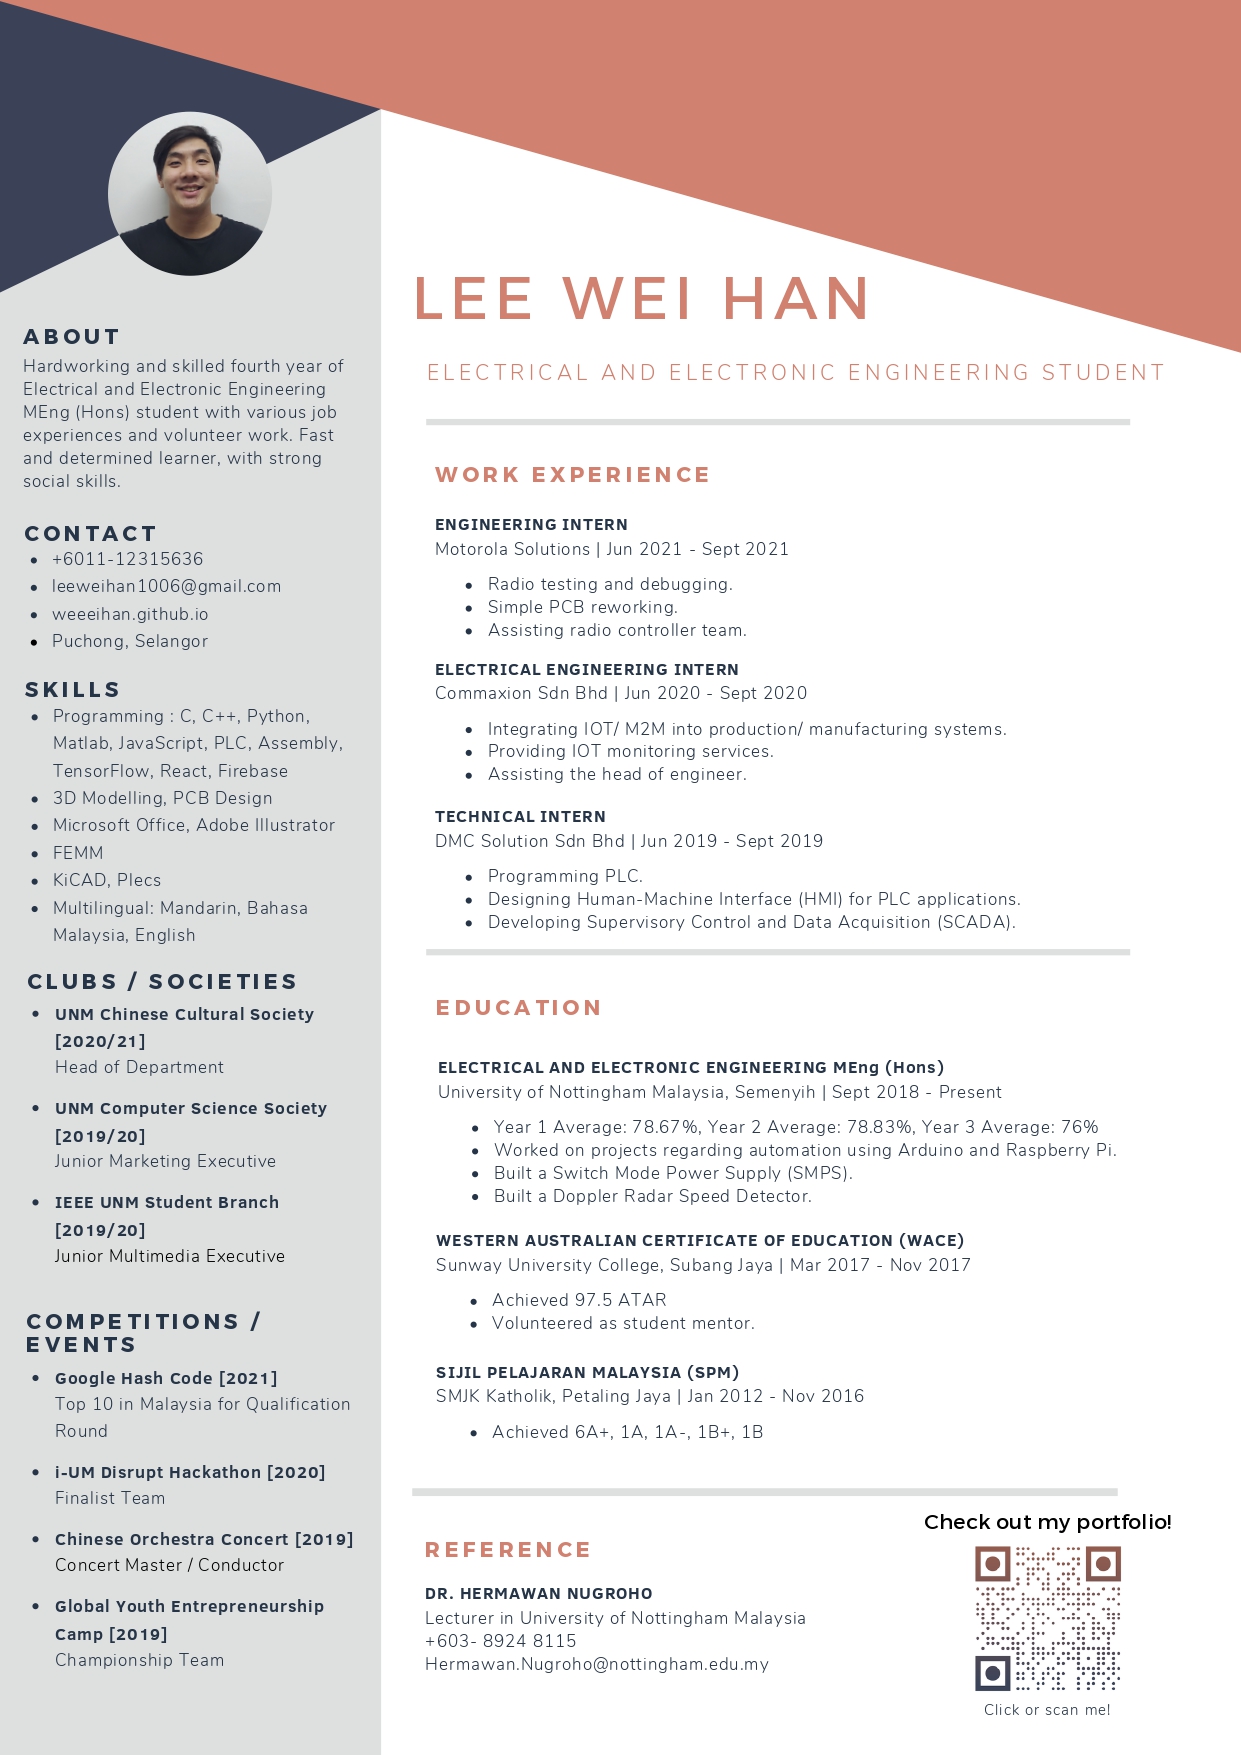 LEE WEI HAN
ELECTRICAL AND ELECTRONIC ENGINEERING STUDENT
ABOUT
Hardworking and skilled fourth year of
Electrical and Electronic Engineering
MEng (Hons) student with various job
experiences and volunteer work. Fast
and determined learner, with strong
social skills.
CONTACT
• +6011-12315636
• leeweihan1006@gmail.com
• weeeihan.github.io
• Puchong, Selangor
SKILLS
• Programming : C, C++, Python,
Matlab, JavaScript, PLC, Assembly,
TensorFlow, React, Firebase
• 3D Modelling, PCB Design
• Microsoft Office, Adobe Illustrator
• FEMM
• KiCAD, Plecs
• Multilingual: Mandarin, Bahasa
Malaysia, English
CLUBS / SOCIETIES
• UNM Chinese Cultural Society
[2020/21]
Head of Department
• UNM Computer Science Society
[2019/20]
Junior Marketing Executive
• IEEE UNM Student Branch
[2019/20]
Junior Multimedia Executive
COMPETITIONS /
EVENTS
• Google Hash Code [2021]
Top 10 in Malaysia for Qualification
Round
• i-UM Disrupt Hackathon [2020]
Finalist Team
• Chinese Orchestra Concert [2019]
Concert Master / Conductor
• Global Youth Entrepreneurship
Camp [2019]
Championship Team
WORK EXPERIENCE
ENGINEERING INTERN
Motorola Solutions | Jun 2021 - Sept 2021
• Radio testing and debugging.
• Simple PCB reworking.
• Assisting radio controller team.
ELECTRICAL ENGINEERING INTERN
Commaxion Sdn Bhd | Jun 2020 - Sept 2020
• Integrating IOT/ M2M into production/ manufacturing systems.
• Providing IOT monitoring services.
• Assisting the head of engineer.
TECHNICAL INTERN
DMC Solution Sdn Bhd | Jun 2019 - Sept 2019
• Programming PLC.
• Designing Human-Machine Interface (HMI) for PLC applications.
• Developing Supervisory Control and Data Acquisition (SCADA).
EDUCATION
ELECTRICAL AND ELECTRONIC ENGINEERING MEng (Hons)
University of Nottingham Malaysia, Semenyih | Sept 2018 - Present
• Year 1 Average: 78.67%, Year 2 Average: 78.83%, Year 3 Average: 76%
• Worked on projects regarding automation using Arduino and Raspberry Pi.
• Built a Switch Mode Power Supply (SMPS).
• Built a Doppler Radar Speed Detector.
WESTERN AUSTRALIAN CERTIFICATE OF EDUCATION (WACE)
Sunway University College, Subang Jaya | Mar 2017 - Nov 2017
• Achieved 97.5 ATAR
• Volunteered as student mentor.
SIJIL PELAJARAN MALAYSIA (SPM)
SMJK Katholik, Petaling Jaya | Jan 2012 - Nov 2016
• Achieved 6A+, 1A, 1A-, 1B+, 1B
REFERENCE
DR. HERMAWAN NUGROHO
Lecturer in University of Nottingham Malaysia
+603- 8924 8115
Hermawan.Nugroho@nottingham.edu.my
Check out my portfolio!
Click or scan me!